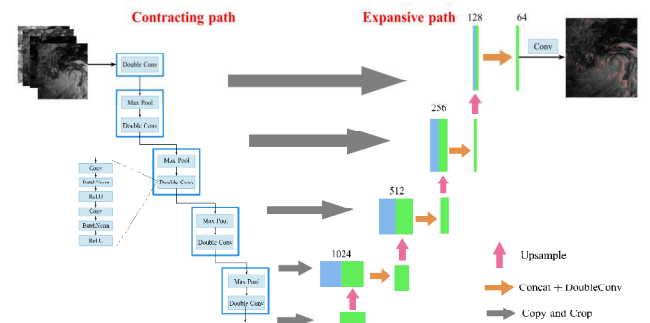 Contracting path
Expansive path
128
64
Double Conv
Conv
Max Pool
Double Conv
256
Max Pool
Double Conv
Conv
BatchNorm
ReLU
Conv
BatchNorm
ReLU
512
Max Pool
Double Conv
1024
Upsample
Max Pool
Double Conv
Concat + DoubleConv
Copy and Crop